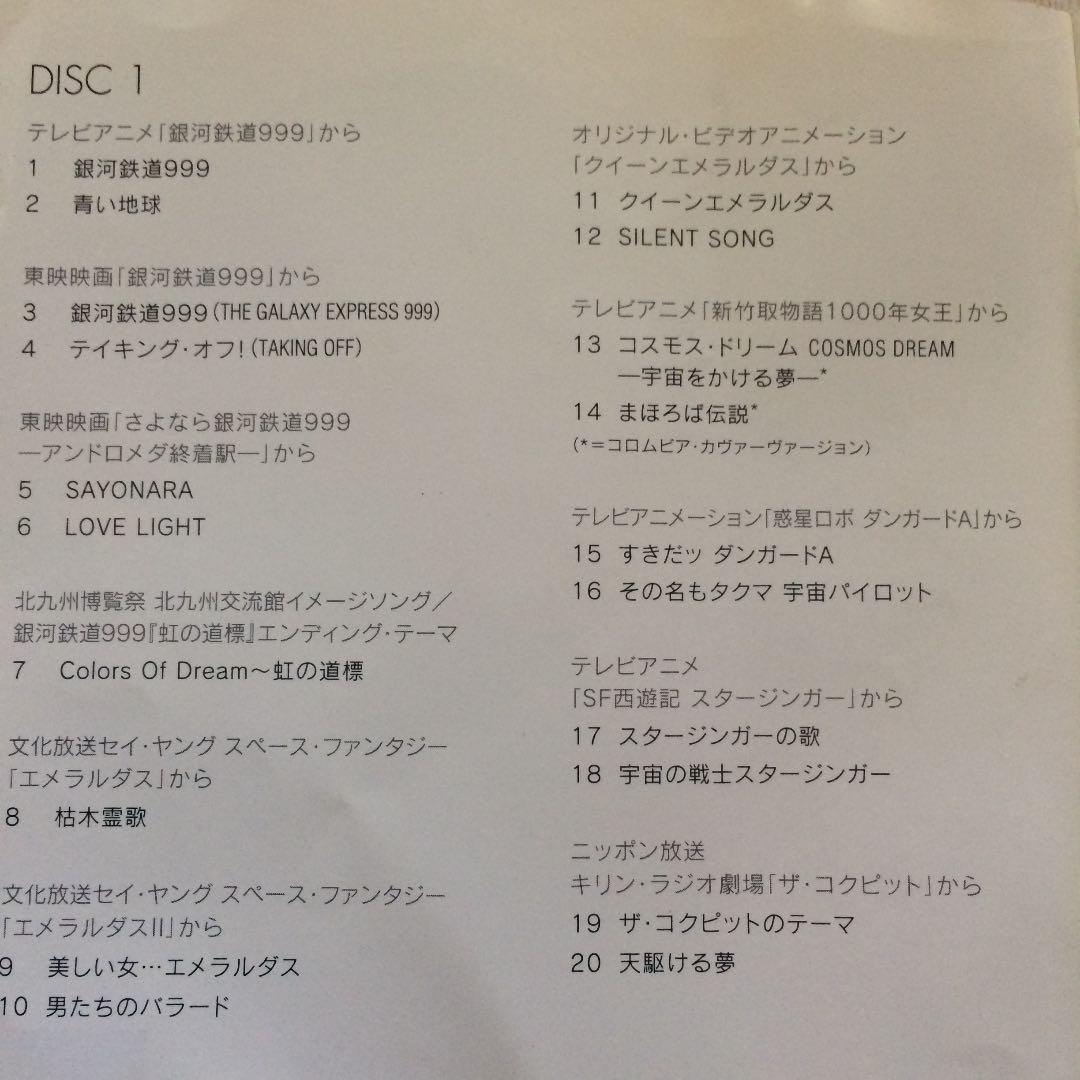 DISC 1
テレビアニメ「銀河鉄道999」から
1 銀河鉄道999
2 青い地球
東映映画「銀河鉄道999」から
3 銀河鉄道999(THE GALAXY EXPRESS 999)
4 テイキング・オフ!(TAKING OFF)
東映映画「さよなら銀河鉄道999
―アンドロメダ終着駅―」から
5 SAYONARA
6 LOVE LIGHT
北九州博覧祭 北九州交流館イメージソング/
銀河鉄道999『虹の道標』エンディング・テーマ
7 Colors Of Dream〜虹の道標
文化放送セイ・ヤング スペース・ファンタジー
「エメラルダス」から
8 枯木霊歌
文化放送セイ・ヤング スペース・ファンタジー
「エメラルダスII」から
9 美しい女…エメラルダス
10 男たちのバラード
オリジナル・ビデオアニメーション
「クイーンエメラルダス」から
11 クイーンエメラルダス
12 SILENT SONG
テレビアニメ「新竹取物語1000年女王」から
13 コスモス・ドリーム COSMOS DREAM
―宇宙をかける夢―*
14 まほろば伝説*
(*=コロムビア・カヴァーヴァージョン)
テレビアニメーション「惑星ロボ ダンガードA」から
15 すきだッ ダンガードA
16 その名もタクマ 宇宙パイロット
テレビアニメ
「SF西遊記 スタージンガー」から
17 スタージンガーの歌
18 宇宙の戦士スタージンガー
ニッポン放送
キリン・ラジオ劇場「ザ・コクピット」から
19 ザ・コクピットのテーマ
20 天駆ける夢